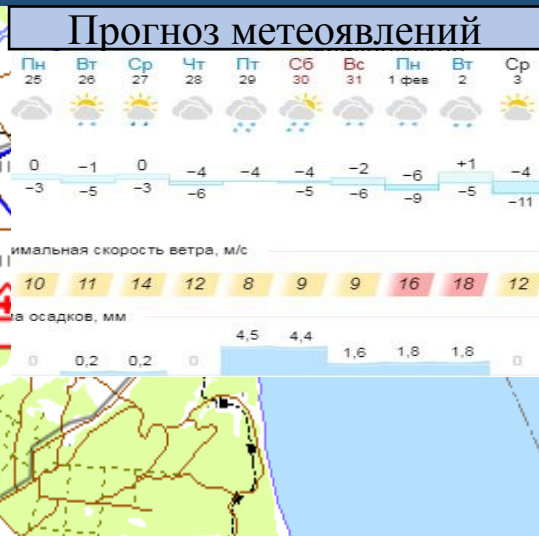 Прогноз метеоявлений
Пн Вт Ср Чт Пт Сб Вс Пн Вт Ср
25 26 27 28 29 30 31 1 фев 2 3
0 −1 0 −4 −4 −4 −2 −6 +1 −4
−3 −5 −3 −6 −5 −6 −9 −5 −11
имальная скорость ветра, м/с
10 11 14 12 8 9 9 16 18 12
а осадков, мм
0 0,2 0,2 0 4,5 4,4 1,6 1,8 1,8 0